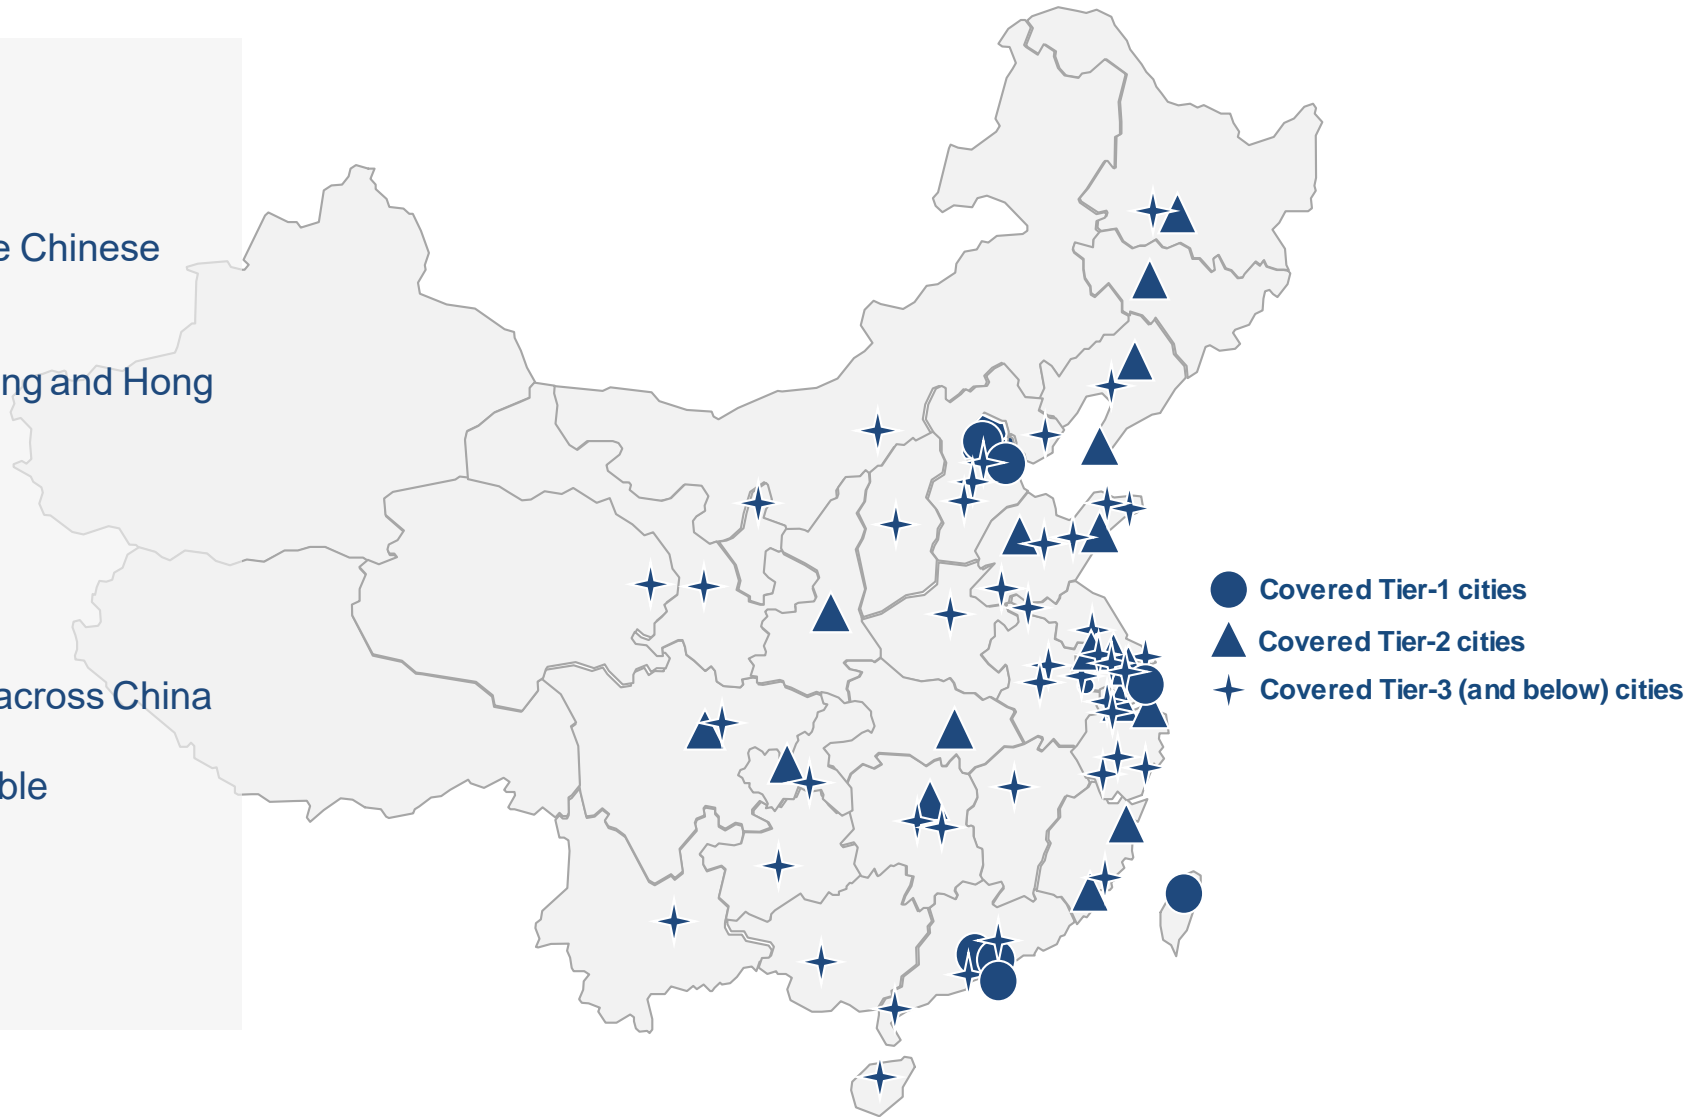 e Chinese
ng and Hong
across China
ble
Covered Tier-1 cities
Covered Tier-2 cities
Covered Tier-3 (and below) cities